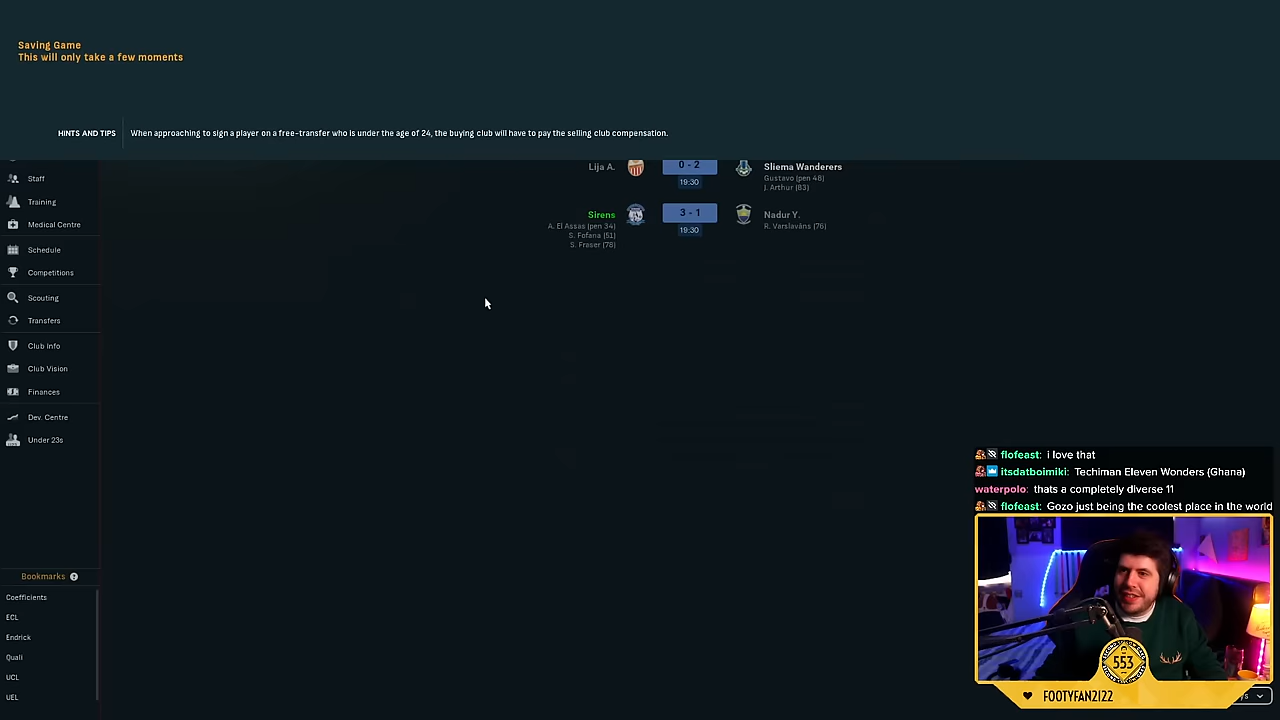 Saving Game
This will only take a few moments
HINTS AND TIPS
When approaching to sign a player on a free-transfer who is under the age of 24, the buying club will have to pay the selling club compensation.
Staff
Training
Medical Centre
Schedule
Competitions
Scouting
Transfers
Club Info
Club Vision
Finances
Dev. Centre
Under 23s
Bookmarks ?
Coefficients
ECL
Endrick
Quali
UCL
UEL
Lija A. 0 - 2 Sliema Wanderers
19:30
Gustavo (pen 48)
J. Arthur (83)
Sirens 3 - 1 Nadur Y.
A. El Assas (pen 34)
S. Fofana (51)
S. Fraser (78)
19:30
R. Varslavāns (76)
flofeast: i love that
itsdatboimiki: Techiman Eleven Wonders (Ghana)
waterpolo: thats a completely diverse 11
flofeast: Gozo just being the coolest place in the world
553
FOOTYFAN2122